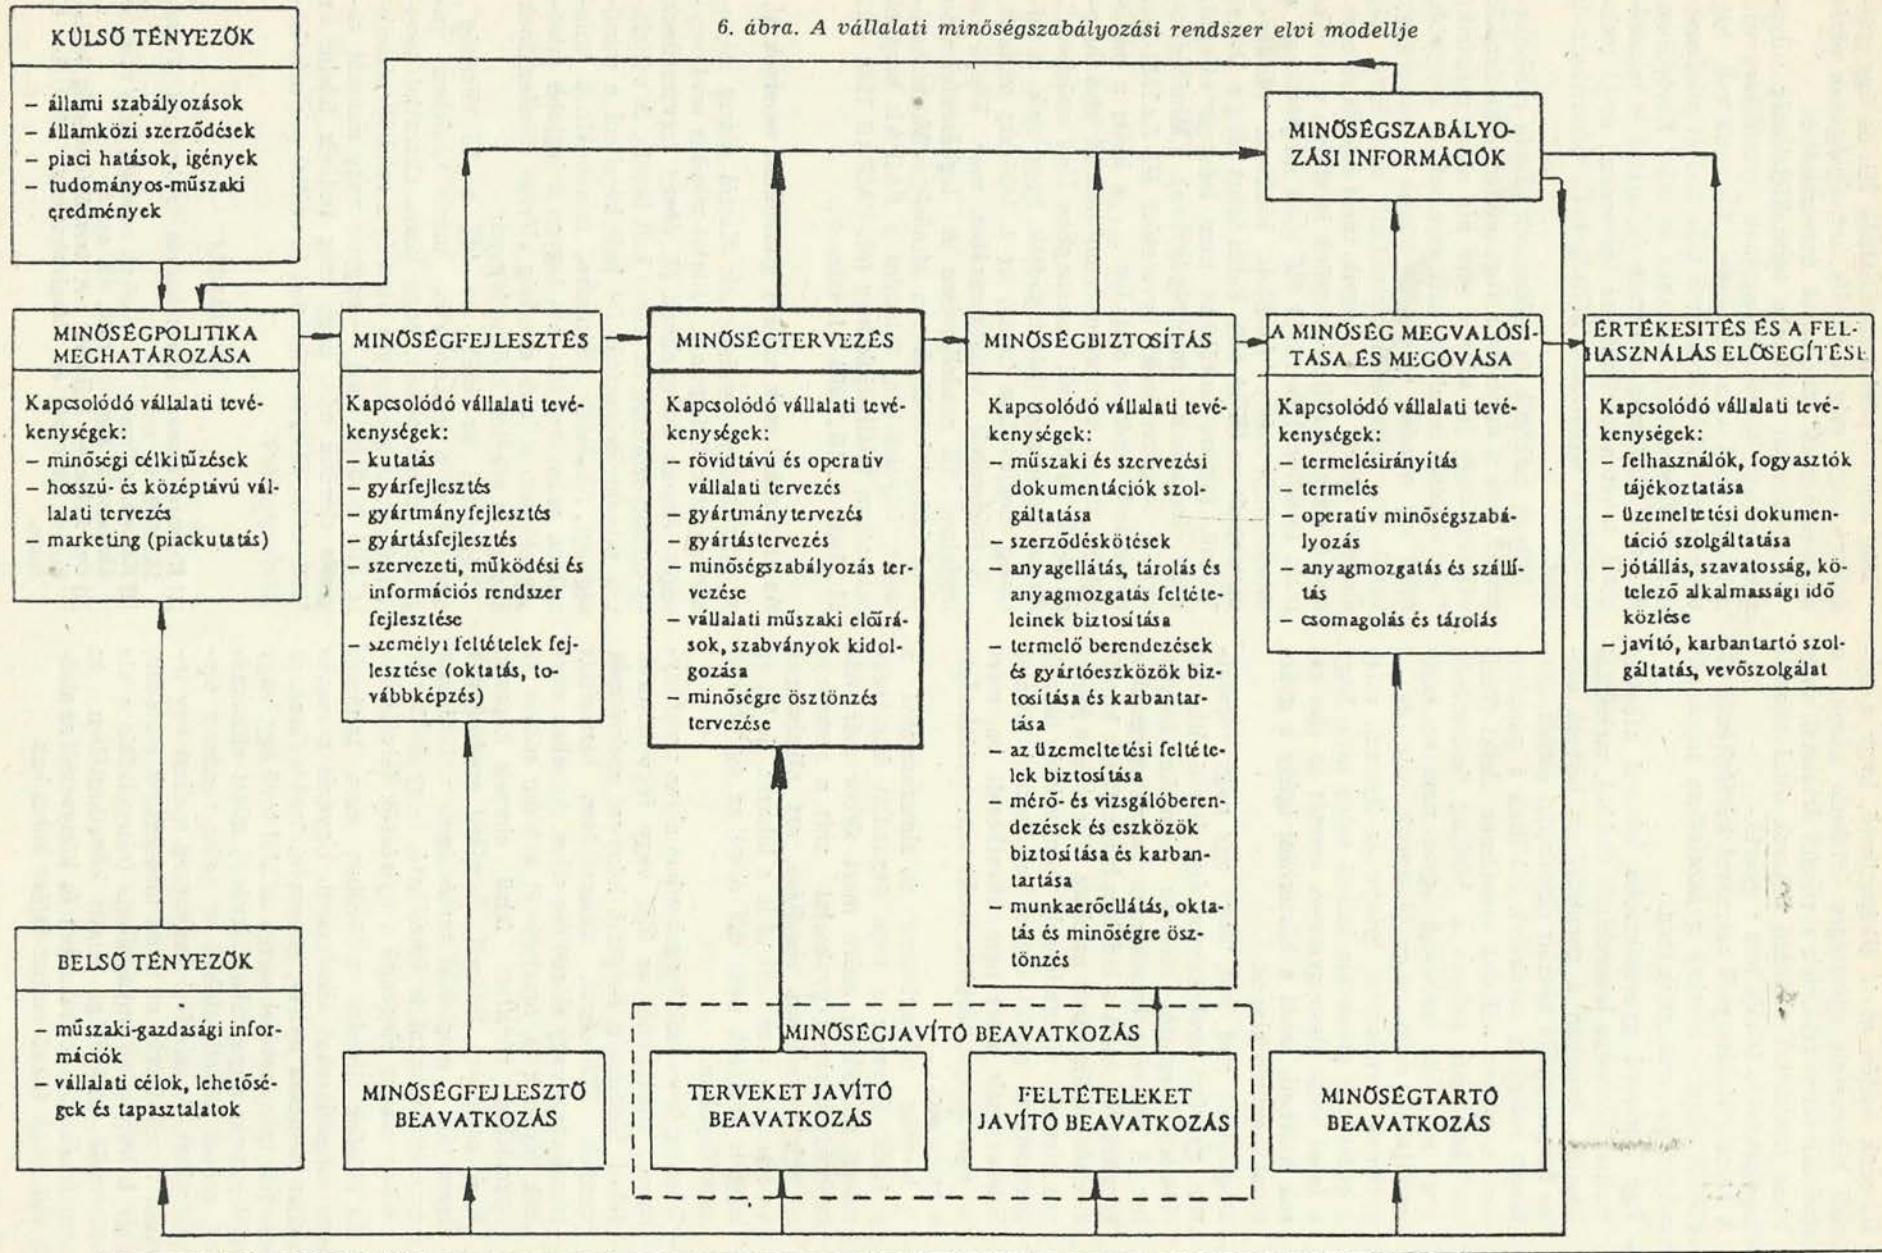 6. ábra. A vállalati minőségszabályozási rendszer elvi modellje
KÜLSŐ TÉNYEZŐK
– állami szabályozások
– államközi szerződések
– piaci hatások, igények
– tudományos-műszaki
eredmények
MINŐSÉGSZABÁLYO-
ZÁSI INFORMÁCIÓK
MINŐSÉGPOLITIKA
MEGHATÁROZÁSA
Kapcsolódó vállalati tevé-
kenységek:
– minőségi célkitűzések
– hosszú- és középtávú vál-
lalati tervezés
– marketing (piackutatás)
MINŐSÉGFEJLESZTÉS
Kapcsolódó vállalati tevé-
kenységek:
– kutatás
– gyárfejlesztés
– gyártmányfejlesztés
– gyártásfejlesztés
– szervezeti, működési és
információs rendszer
fejlesztése
– személyi feltételek fej-
lesztése (oktatás, to-
vábbképzés)
MINŐSÉGTERVEZÉS
Kapcsolódó vállalati tevé-
kenységek:
– rövidtávú és operatív
vállalati tervezés
– gyártmánytervezés
– gyártástervezés
– minőségszabályozás ter-
vezése
– vállalati műszaki előírá-
sok, szabványok kidol-
gozása
– minőségre ösztönzés
tervezése
MINŐSÉGBIZTOSÍTÁS
Kapcsolódó vállalati tevé-
kenységek:
– műszaki és szervezési
dokumentációk szol-
gáltatása
– szerződéskötések
– anyagellátás, tárolás és
anyagmozgatás feltéte-
leinek biztosítása
– termelő berendezések
és gyártóeszközök biz-
tosítása és karbantar-
tása
– az üzemeltetési feltéte-
lek biztosítása
– mérő- és vizsgálóberen-
dezések és eszközök
biztosítása és karban-
tartása
– munkaerőellátás, okta-
tás és minőségre ösz-
tönzés
A MINŐSÉG MEGVALÓSÍ-
TÁSA ÉS MEGÓVÁSA
Kapcsolódó vállalati tevé-
kenységek:
– termelésirányítás
– termelés
– operatív minőségszabá-
lyozás
– anyagmozgatás és szállí-
tás
– csomagolás és tárolás
ÉRTÉKESITÉS ÉS A FEL-
HASZNÁLÁS ELŐSEGÍTÉSE
Kapcsolódó vállalati tevé-
kenységek:
– felhasználók, fogyasztók
tájékoztatása
– üzemeltetési dokumen-
táció szolgáltatása
– jótállás, szavatosság, kö-
telező alkalmassági idő
közlése
– javító, karbantartó szol-
gáltatás, vevőszolgálat
BELSŐ TÉNYEZŐK
– műszaki-gazdasági infor-
mációk
– vállalati célok, lehetősé-
gek és tapasztalatok
MINŐSÉGFEJLESZTŐ
BEAVATKOZÁS
MINŐSÉGJAVÍTÓ BEAVATKOZÁS
TERVEKET JAVÍTÓ
BEAVATKOZÁS
FELTÉTELEKET
JAVÍTÓ BEAVATKOZÁS
MINŐSÉGTARTÓ
BEAVATKOZÁS